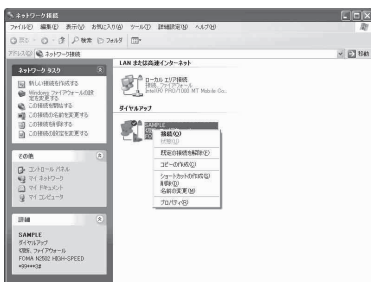 ネットワーク接続
ファイル(F) 編集(E) 表示(V) お気に入り(A) ツール(T) 詳細設定(N) ヘルプ(H)
戻る 検索 フォルダ
アドレス(D) ネットワーク接続 移動
ネットワーク タスク
新しい接続を作成する
Windows ファイアウォールの設定を変更する
この接続を開始する
この接続の名前を変更する
この接続を削除する
この接続の設定を変更する
その他
コントロール パネル
マイ ネットワーク
マイ ドキュメント
マイ コンピュータ
詳細
SAMPLE
ダイヤルアップ
切断, ファイアウォール
FOMA N2502 HIGH-SPEED
*99***3#
LAN または高速インターネット
ローカル エリア接続
接続, ファイアウォール
Intel(R) PRO/1000 MT Mobile Co..
ダイヤルアップ
SAMPLE
接続(O)
状態(U)
既定の接続を解除(F)
コピーの作成(C)
ショートカットの作成(S)
削除(D)
名前の変更(M)
プロパティ(R)